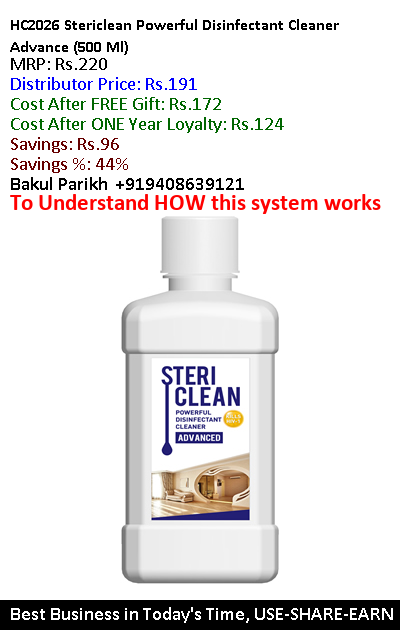 HC2026 Stericlean Powerful Disinfectant Cleaner
Advance (500 Ml)
MRP: Rs.220
Distributor Price: Rs.191
Cost After FREE Gift: Rs.172
Cost After ONE Year Loyalty: Rs.124
Savings: Rs.96
Savings %: 44%
Bakul Parikh +919408639121
To Understand HOW this system works
STERI
CLEAN
POWERFUL
DISINFECTANT
CLEANER
ADVANCED
Best Business in Today's Time, USE-SHARE-EARN